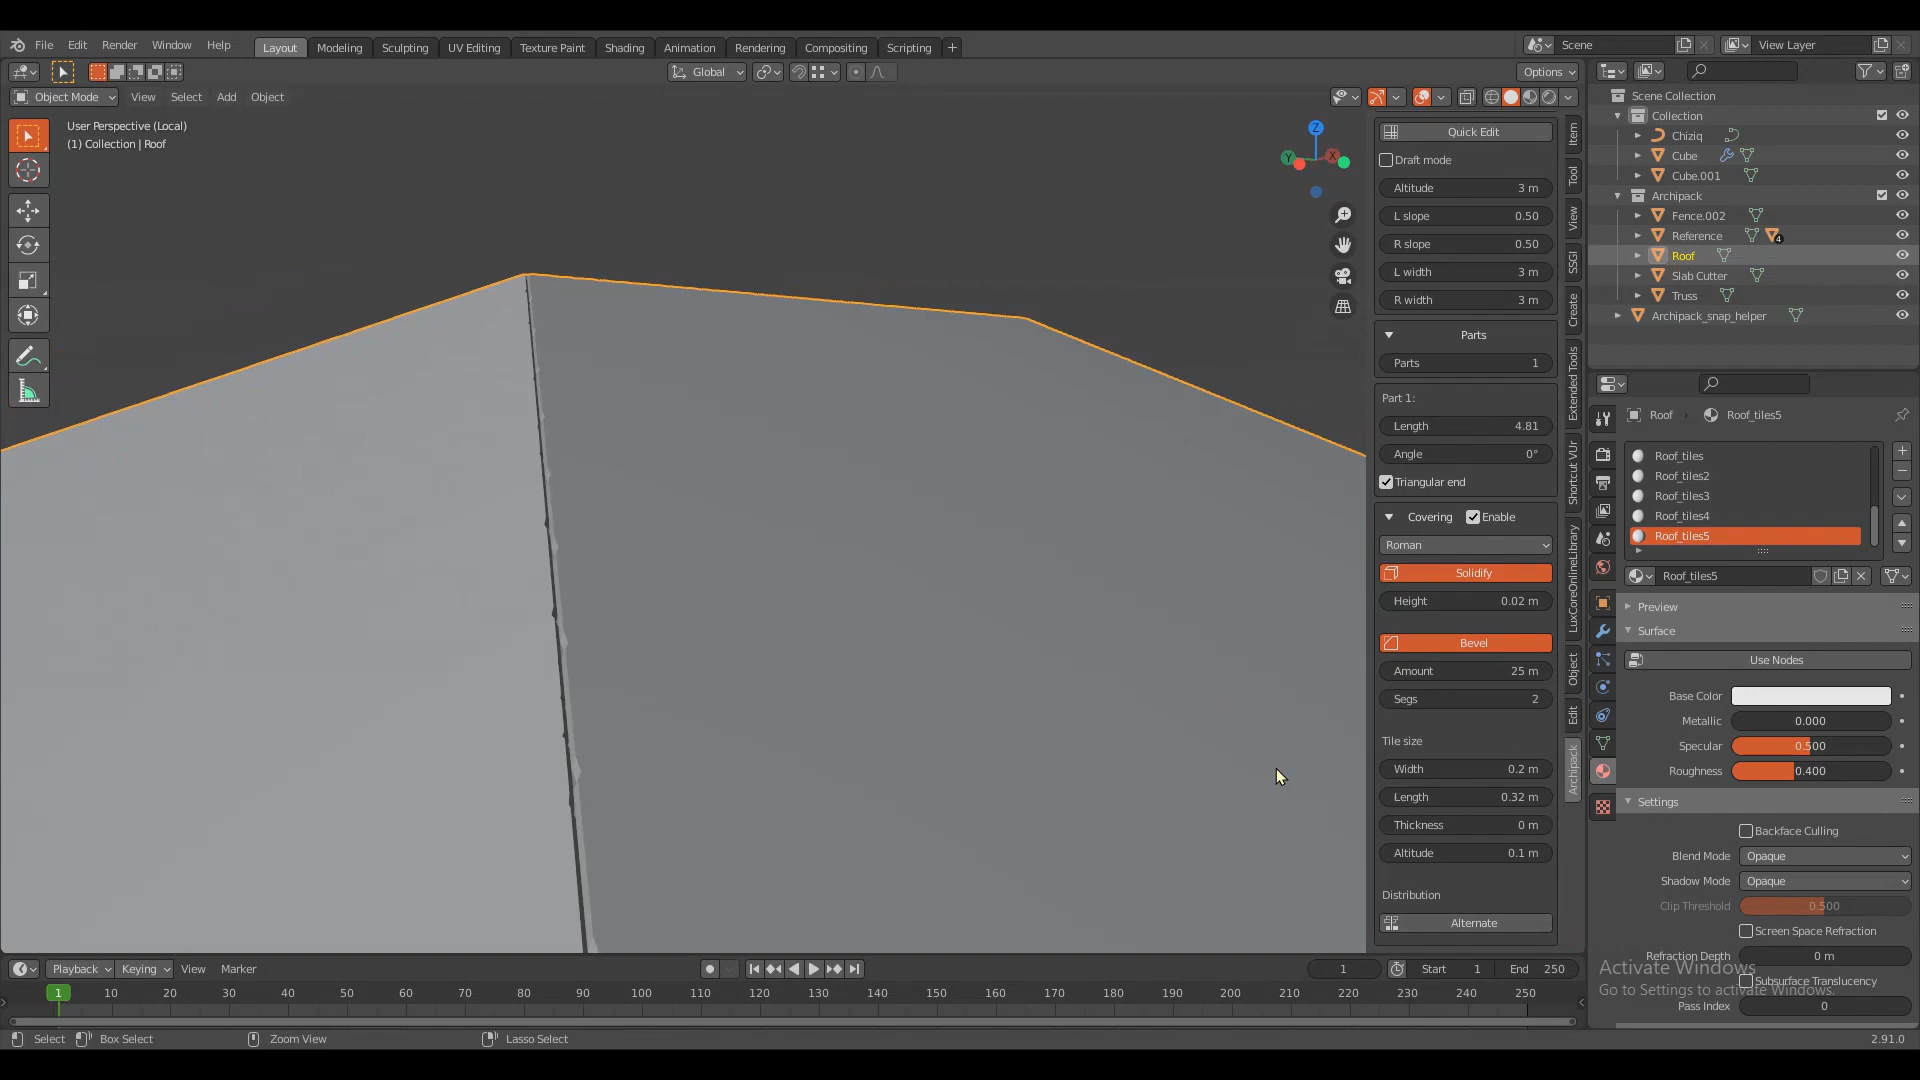 File Edit Render Window Help Layout Modeling Sculpting UV Editing Texture Paint Shading Animation Rendering Compositing Scripting + Scene View Layer
Global Options
Object Mode View Select Add Object
User Perspective (Local)
(1) Collection | Roof
Z
Y
X
Quick Edit
Draft mode
Altitude 3 m
L slope 0.50
R slope 0.50
L width 3 m
R width 3 m
Parts
Parts 1
Part 1:
Length 4.81
Angle 0°
Triangular end
Covering Enable
Roman
Solidify
Height 0.02 m
Bevel
Amount 25 m
Segs 2
Tile size
Width 0.2 m
Length 0.32 m
Thickness 0 m
Altitude 0.1 m
Distribution
Alternate
Item
Tool
View
SSGI
Create
Extended Tools
Shortcut VUr
LuxCoreOnlineLibrary
Object
Edit
Archipack
Scene Collection
Collection
Chiziq
Cube
Cube.001
Archipack
Fence.002
Reference 4
Roof
Slab Cutter
Truss
Archipack_snap_helper
Roof Roof_tiles5
Roof_tiles
Roof_tiles2
Roof_tiles3
Roof_tiles4
Roof_tiles5
Roof_tiles5
Preview
Surface
Use Nodes
Base Color
Metallic 0.000
Specular 0.500
Roughness 0.400
Settings
Backface Culling
Blend Mode Opaque
Shadow Mode Opaque
Clip Threshold 0.500
Screen Space Refraction
Refraction Depth 0 m
Subsurface Translucency
Pass Index 0
Activate Windows
Go to Settings to activate Windows.
Playback Keying View Marker 1 Start 1 End 250
1 10 20 30 40 50 60 70 80 90 100 110 120 130 140 150 160 170 180 190 200 210 220 230 240 250
Select Box Select Zoom View Lasso Select 2.91.0